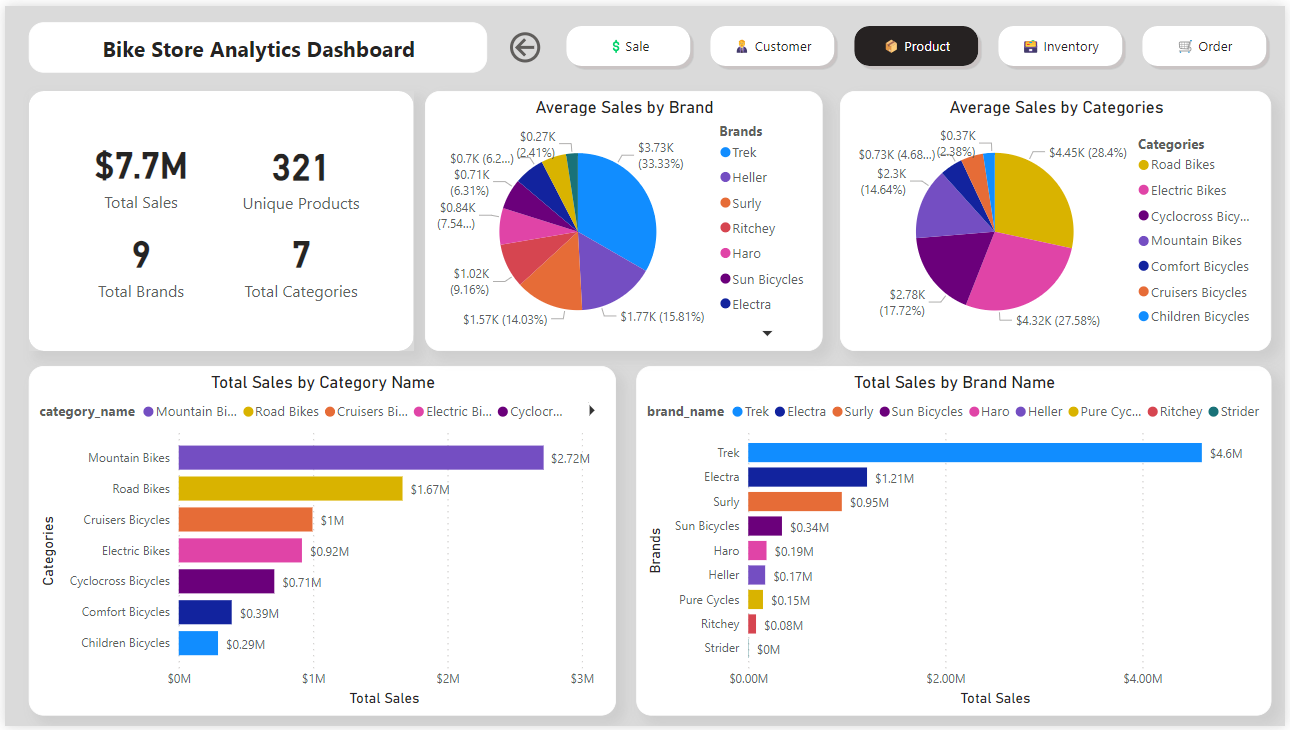 Bike Store Analytics Dashboard
$ Sale
Customer
Product
Inventory
Order
$7.7M
Total Sales
321
Unique Products
9
Total Brands
7
Total Categories
Average Sales by Brand
$0.27K
(2.41%)
$3.73K
(33.33%)
$0.7K (6.2...)
$0.71K
(6.31%)
$0.84K
(7.54...)
$1.02K
(9.16%)
$1.57K (14.03%)
$1.77K (15.81%)
Brands
Trek
Heller
Surly
Ritchey
Haro
Sun Bicycles
Electra
Average Sales by Categories
$0.37K
(2.38%)
$4.45K (28.4%)
$0.73K (4.68...)
$2.3K
(14.64%)
$2.78K
(17.72%)
$4.32K (27.58%)
Categories
Road Bikes
Electric Bikes
Cyclocross Bicy...
Mountain Bikes
Comfort Bicycles
Cruisers Bicycles
Children Bicycles
Total Sales by Category Name
category_name Mountain Bi... Road Bikes Cruisers Bi... Electric Bi... Cyclocr...
Categories
Mountain Bikes $2.72M
Road Bikes $1.67M
Cruisers Bicycles $1M
Electric Bikes $0.92M
Cyclocross Bicycles $0.71M
Comfort Bicycles $0.39M
Children Bicycles $0.29M
$0M $1M $2M $3M
Total Sales
Total Sales by Brand Name
brand_name Trek Electra Surly Sun Bicycles Haro Heller Pure Cyc... Ritchey Strider
Brands
Trek $4.6M
Electra $1.21M
Surly $0.95M
Sun Bicycles $0.34M
Haro $0.19M
Heller $0.17M
Pure Cycles $0.15M
Ritchey $0.08M
Strider $0M
$0.00M $2.00M $4.00M
Total Sales